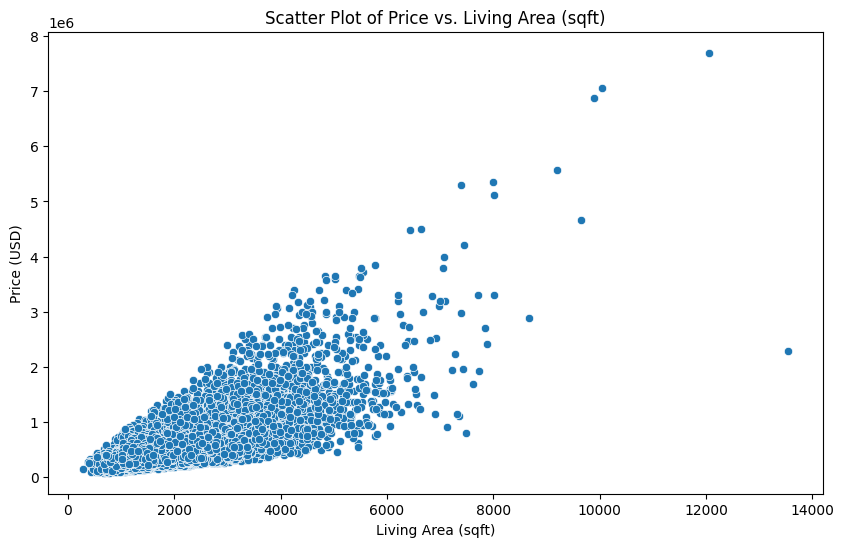 Scatter Plot of Price vs. Living Area (sqft)
1e6
8
7
6
5
4
3
2
1
0
Price (USD)
0 2000 4000 6000 8000 10000 12000 14000
Living Area (sqft)